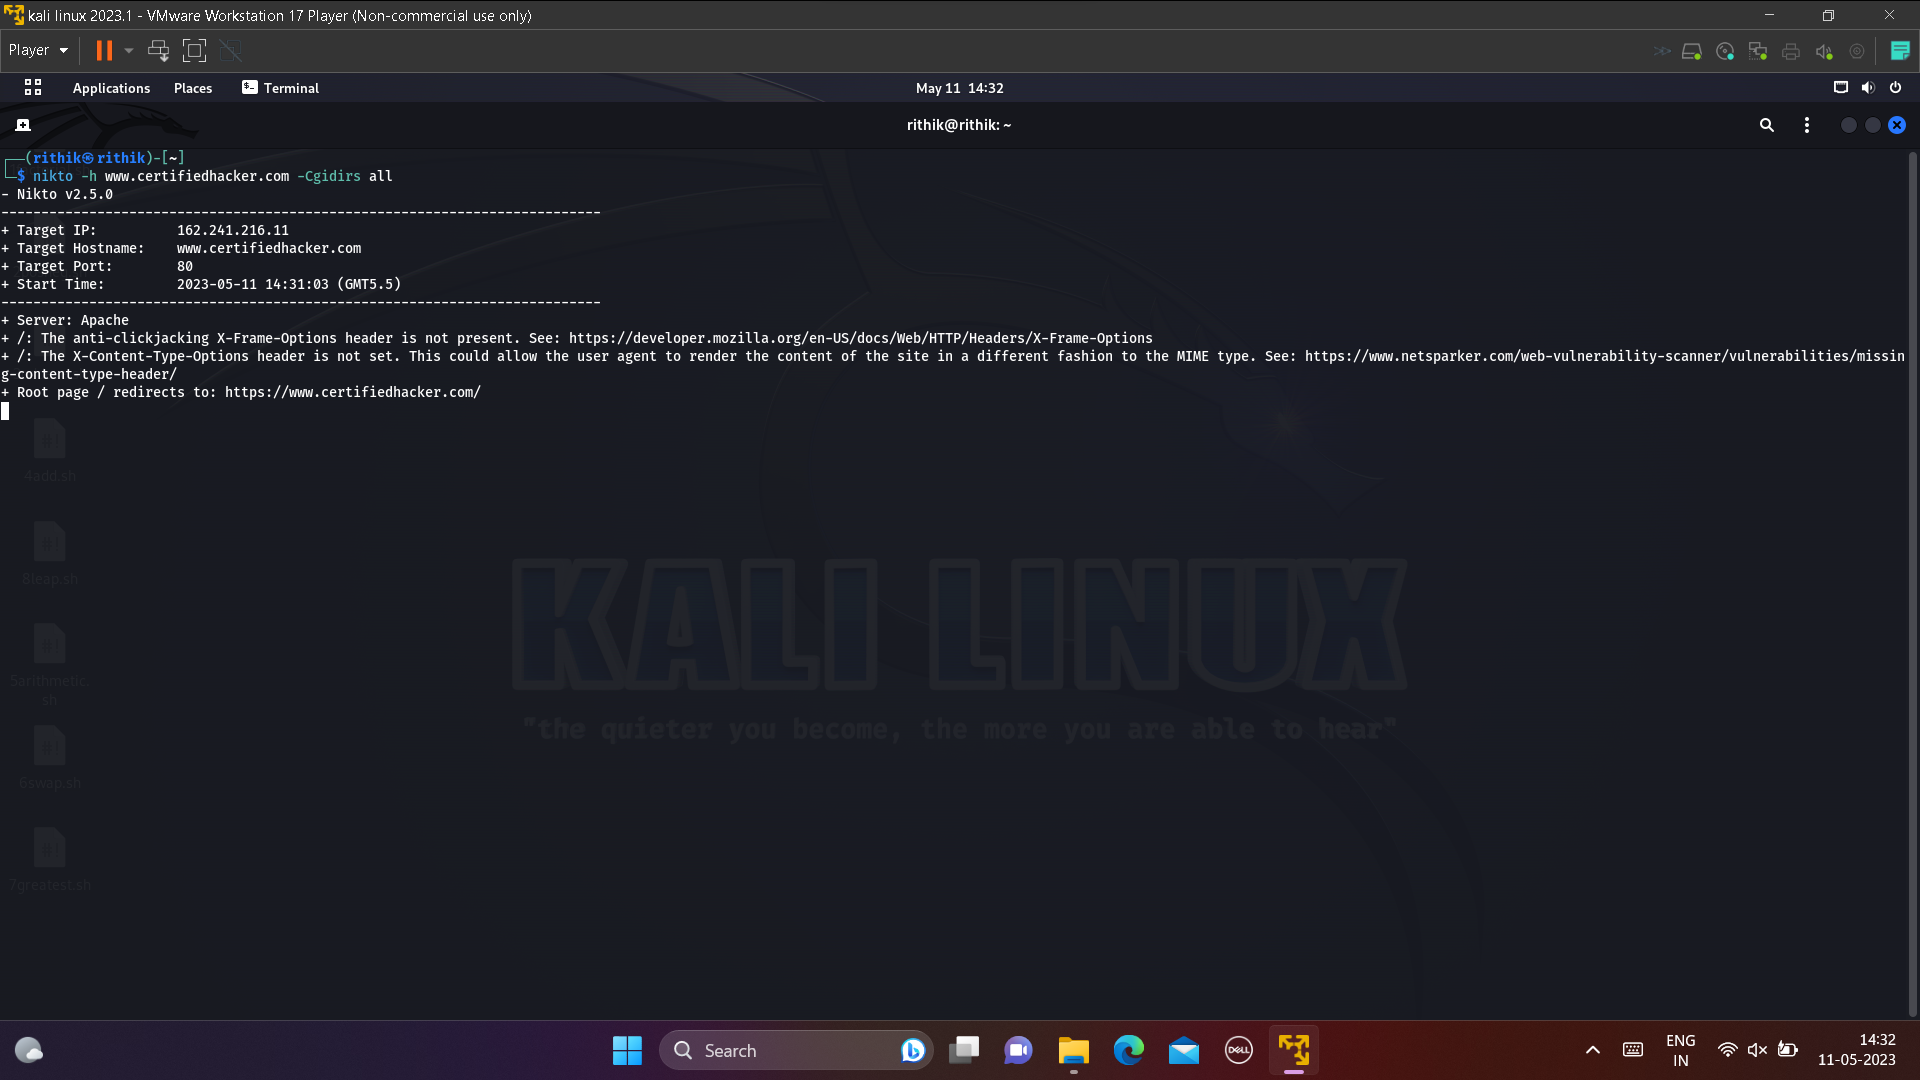 kali linux 2023.1 - VMware Workstation 17 Player (Non-commercial use only)
Player
Applications Places Terminal May 11 14:32
rithik@rithik: ~
(rithik㉿rithik)-[~]
$ nikto -h www.certifiedhacker.com -Cgidirs all
- Nikto v2.5.0
---------------------------------------------------------------------------
+ Target IP: 162.241.216.11
+ Target Hostname: www.certifiedhacker.com
+ Target Port: 80
+ Start Time: 2023-05-11 14:31:03 (GMT5.5)
---------------------------------------------------------------------------
+ Server: Apache
+ /: The anti-clickjacking X-Frame-Options header is not present. See: https://developer.mozilla.org/en-US/docs/Web/HTTP/Headers/X-Frame-Options
+ /: The X-Content-Type-Options header is not set. This could allow the user agent to render the content of the site in a different fashion to the MIME type. See: https://www.netsparker.com/web-vulnerability-scanner/vulnerabilities/missin
g-content-type-header/
+ Root page / redirects to: https://www.certifiedhacker.com/
4add.sh
8leap.sh
5arithmetic.
sh
6swap.sh
7greatest.sh
KALI LINUX
"the quieter you become, the more you are able to hear"
Search
DELL
ENG
IN
14:32
11-05-2023